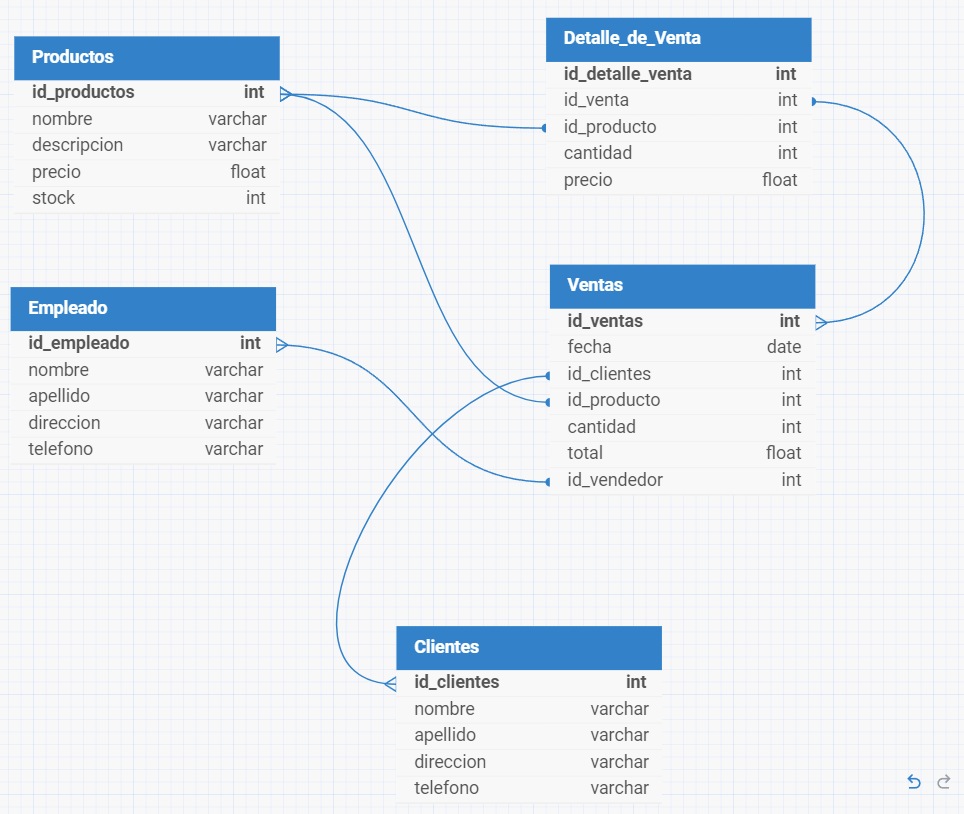 Productos
id_productos int
nombre varchar
descripcion varchar
precio float
stock int
Detalle_de_Venta
id_detalle_venta int
id_venta int
id_producto int
cantidad int
precio float
Empleado
id_empleado int
nombre varchar
apellido varchar
direccion varchar
telefono varchar
Ventas
id_ventas int
fecha date
id_clientes int
id_producto int
cantidad int
total float
id_vendedor int
Clientes
id_clientes int
nombre varchar
apellido varchar
direccion varchar
telefono varchar